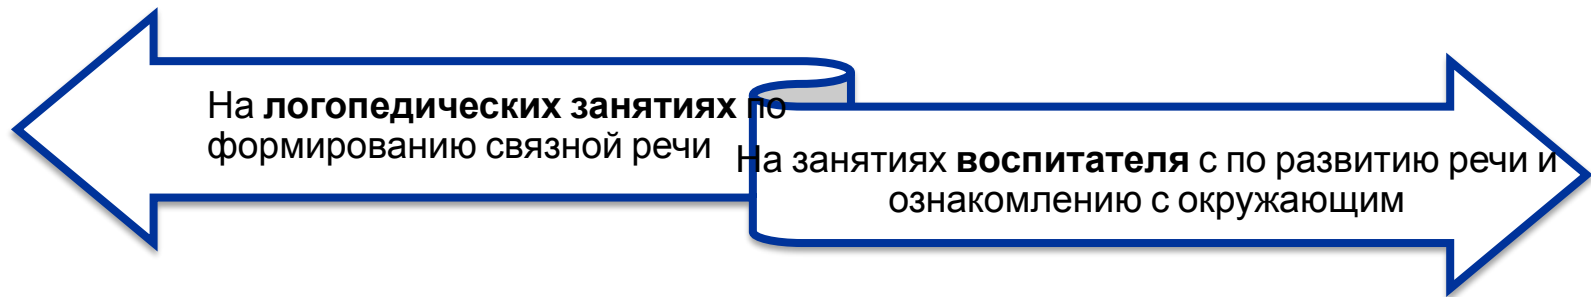 На логопедических занятиях по
формированию связной речи
На занятиях воспитателя с по развитию речи и
ознакомлению с окружающим